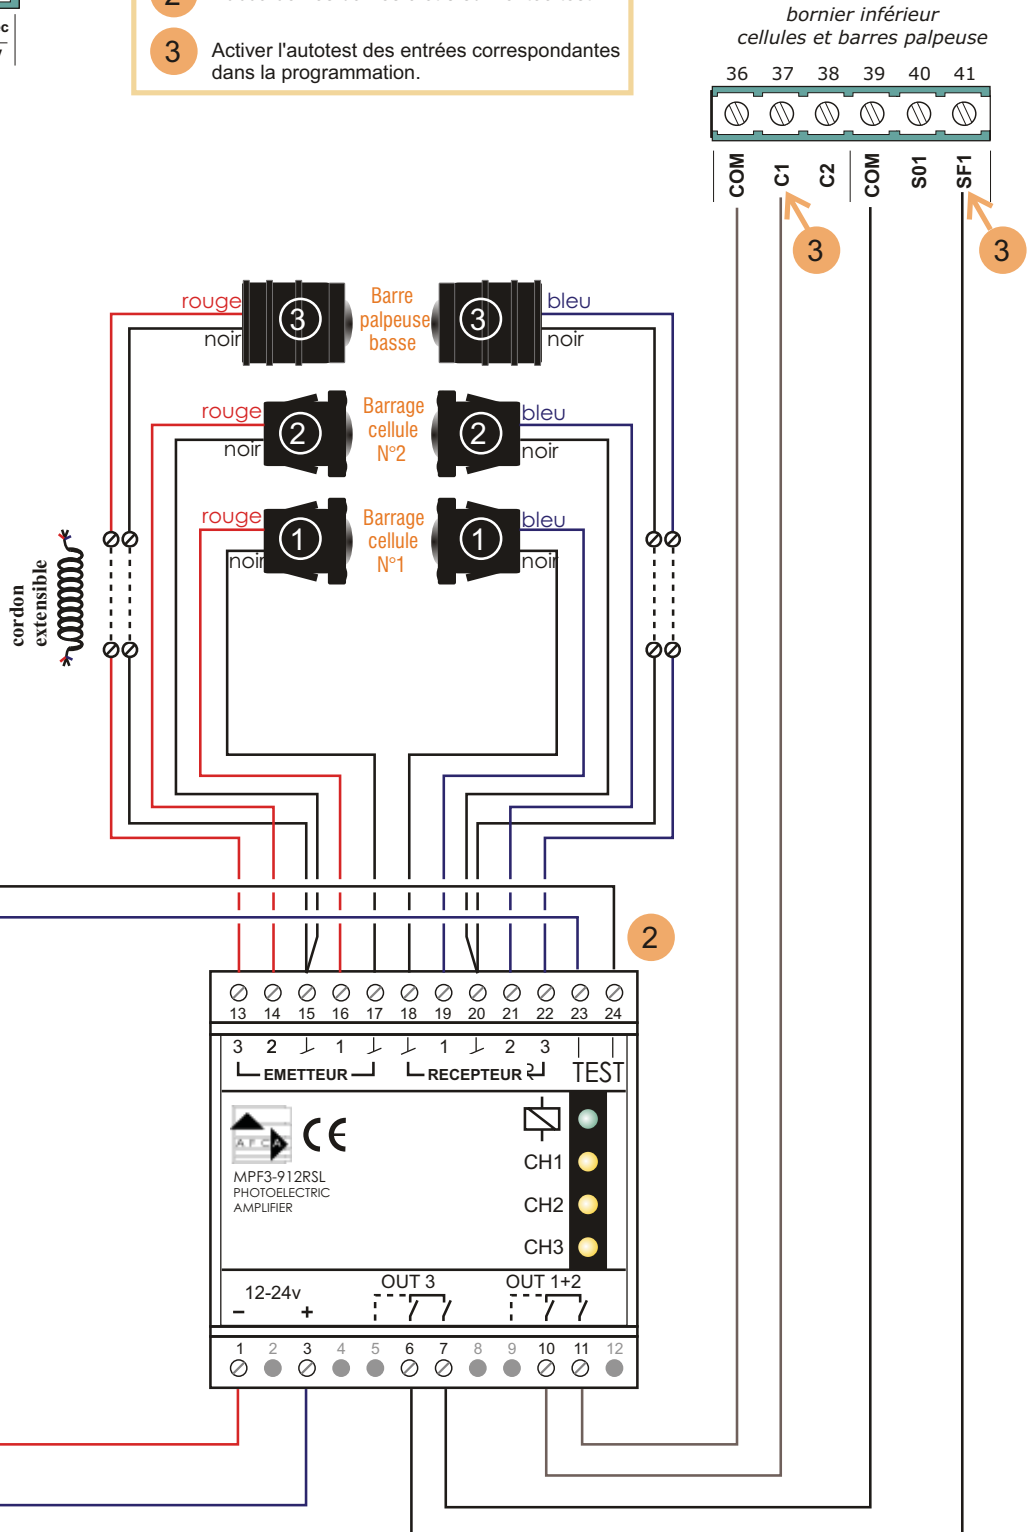 c
2
3
Activer l'autotest des entrées correspondantes
dans la programmation.
bornier inférieur
cellules et barres palpeuse
36 37 38 39 40 41
COM C1 C2 COM S01 SF1
3 3
rouge
noir
3
Barre
palpeuse
basse
3
bleu
noir
rouge
noir
2
Barrage
cellule
N°2
2
bleu
noir
rouge
noir
1
Barrage
cellule
N°1
1
bleu
noir
cordon
extensible
2
13 14 15 16 17 18 19 20 21 22 23 24
3 2 1 1 2 3
EMETTEUR RECEPTEUR TEST
AFCA
CE
MPF3-912RSL
PHOTOELECTRIC
AMPLIFIER
CH1
CH2
CH3
12-24v
- +
OUT 3
OUT 1+2
1 2 3 4 5 6 7 8 9 10 11 12